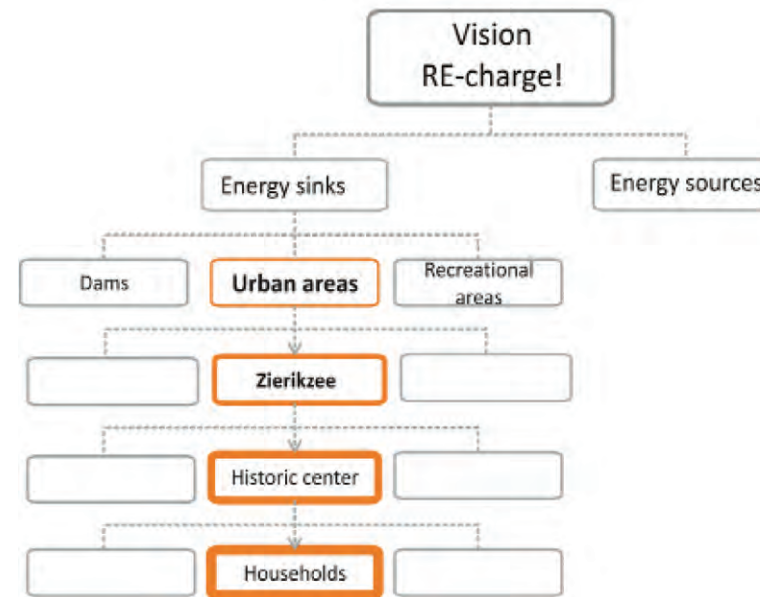 Vision
RE-charge!
Energy sinks
Energy sources
Dams
Urban areas
Recreational
areas
Zierikzee
Historic center
Households